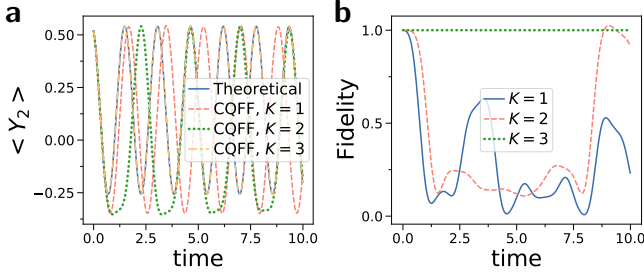 a
< Y₂ >
0.50
0.25
0.00
−0.25
0.0
2.5
5.0
7.5
10.0
time
Theoretical
CQFF, K = 1
CQFF, K = 2
CQFF, K = 3
b
Fidelity
1.0
0.5
0.0
0.0
2.5
5.0
7.5
10.0
time
K = 1
K = 2
K = 3